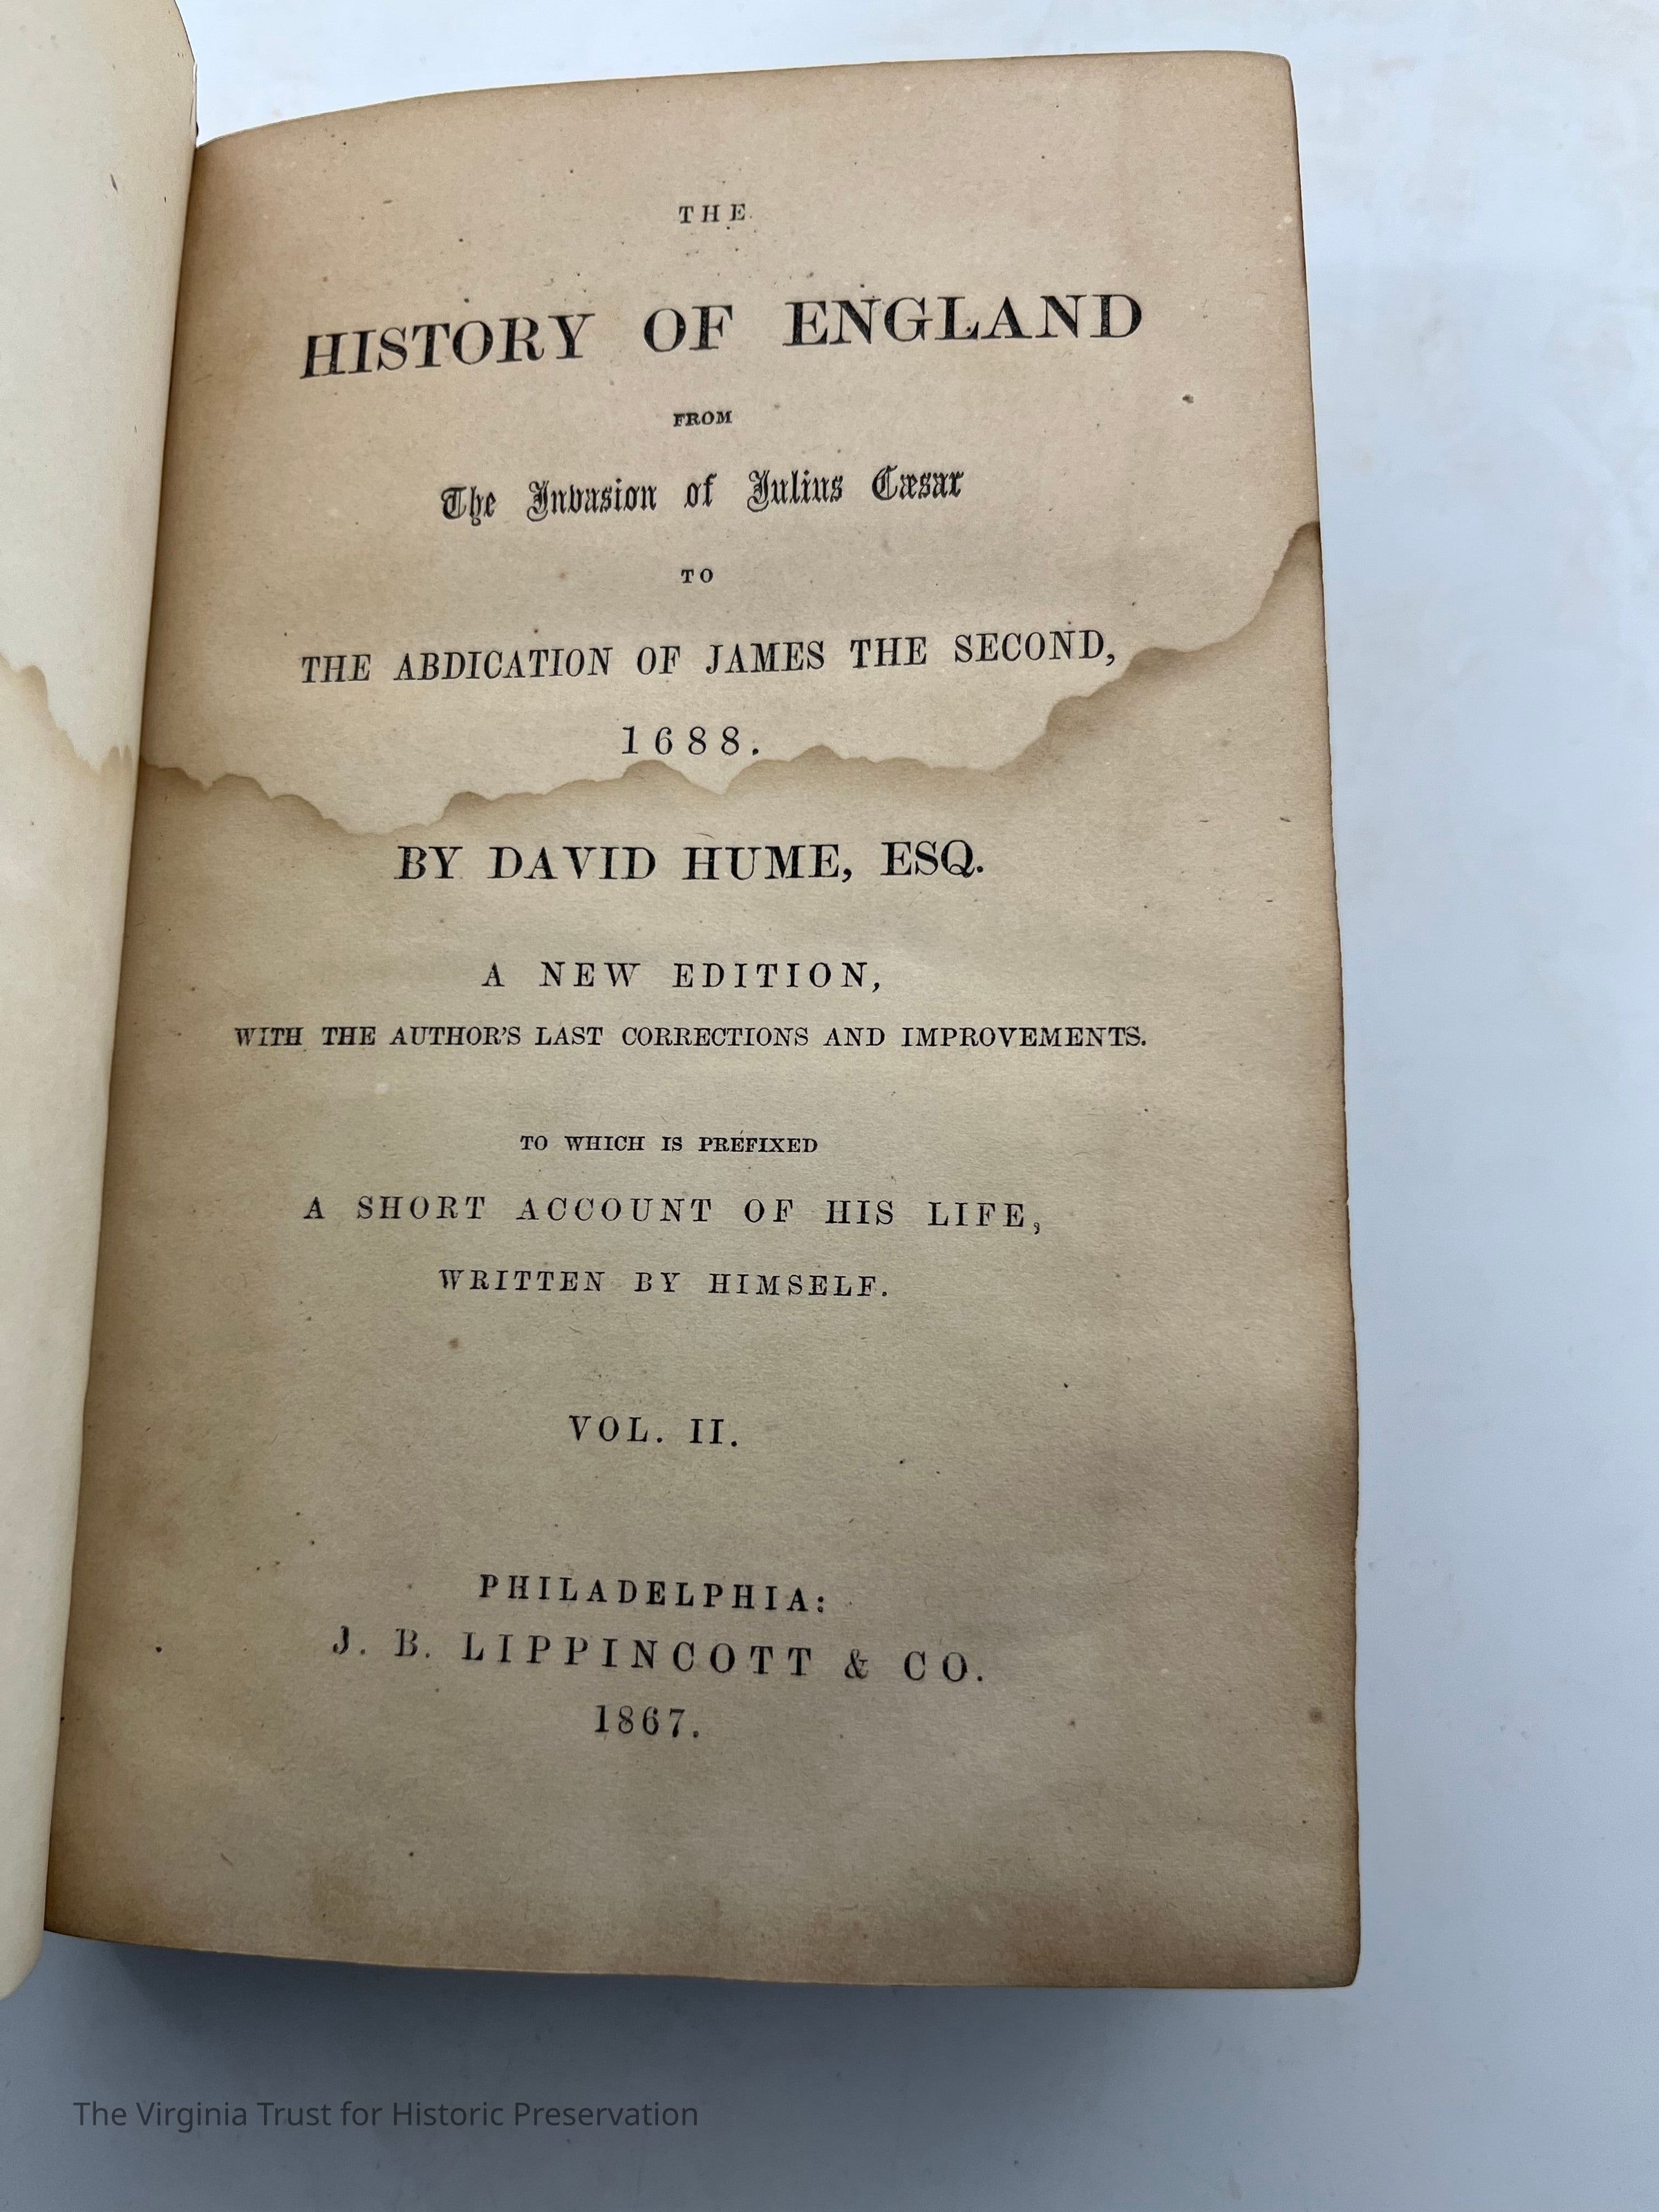 THE
HISTORY OF ENGLAND
FROM
The Invasion of Julius Cæsar
TO
THE ABDICATION OF JAMES THE SECOND,
1688.
BY DAVID HUME, ESQ.
A NEW EDITION,
WITH THE AUTHOR'S LAST CORRECTIONS AND IMPROVEMENTS.
TO WHICH IS PREFIXED
A SHORT ACCOUNT OF HIS LIFE,
WRITTEN BY HIMSELF.
VOL. II.
PHILADELPHIA:
J. B. LIPPINCOTT & CO.
1867.
The Virginia Trust for Historic Preservation